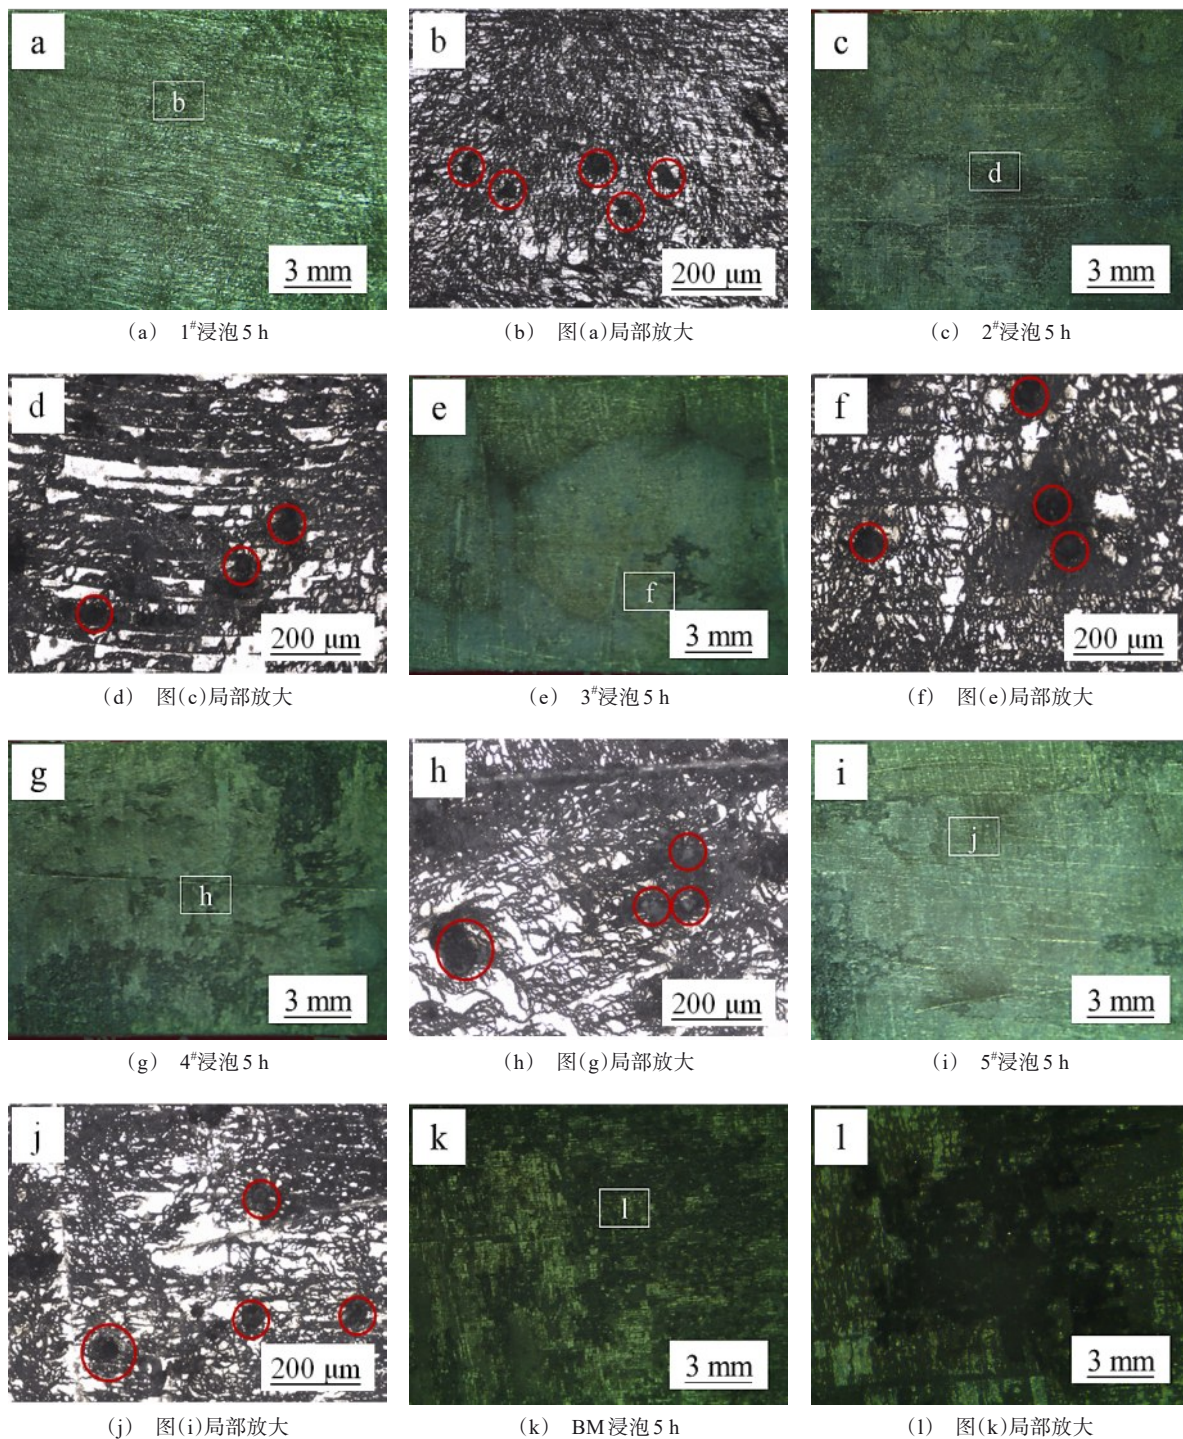 a
b
3 mm
b
200 μm
c
d
3 mm
(a) 1#浸泡5 h
(b) 图(a)局部放大
(c) 2#浸泡5 h
d
200 μm
e
f
3 mm
f
200 μm
(d) 图(c)局部放大
(e) 3#浸泡5 h
(f) 图(e)局部放大
g
h
3 mm
h
200 μm
i
j
3 mm
(g) 4#浸泡5 h
(h) 图(g)局部放大
(i) 5#浸泡5 h
j
200 μm
k
l
3 mm
l
3 mm
(j) 图(i)局部放大
(k) BM浸泡5 h
(l) 图(k)局部放大